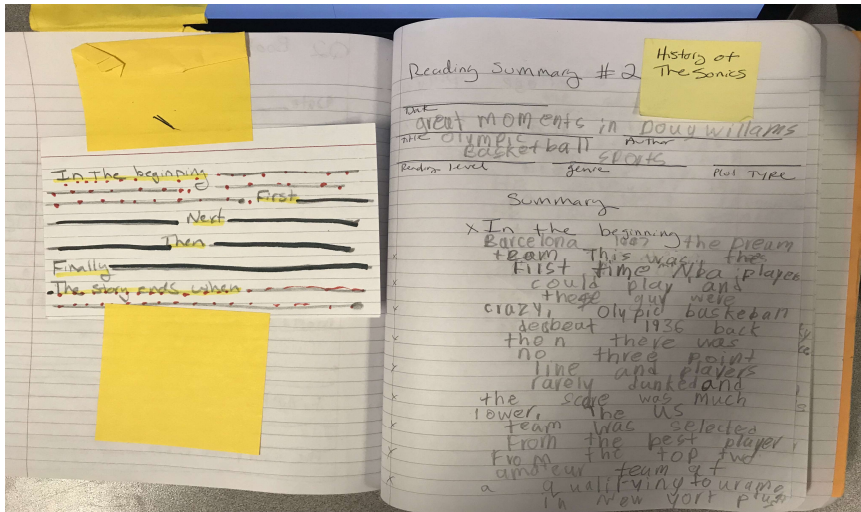 In the beginning
First
Next
Then
Finally
The story ends when
History of
The Sonics
Reading Summary #2
great moments in Doug willams
Title olympic Author
Basketball sports
Reading Level genre Plot TYPE
Summary
x In the beginning
Barcelona the Dream
team This was the
First time Nba player
could play and
these guy were
crazy, Olypic baskeball
debeat 1936 back
then there was
no three point
line and players
rarely dunked and
the score was much
lower. The US
team was selected
From the best player
From the top two
amateur team at
a qualifying tourame
in New York